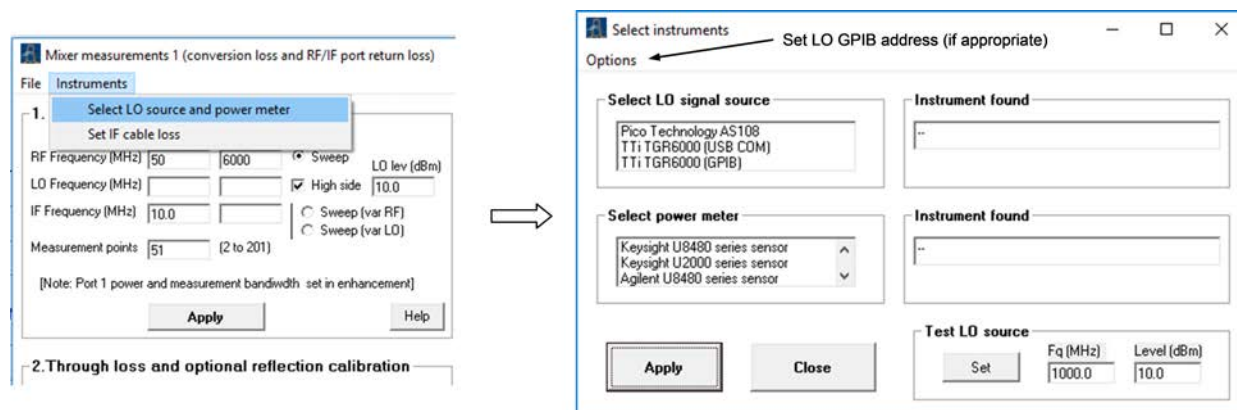 Mixer measurements 1 (conversion loss and RF/IF port return loss)
File Instruments
Select LO source and power meter
Set IF cable loss
1.
RF Frequency (MHz) 50 6000 Sweep
LO lev (dBm)
LO Frequency (MHz) High side 10.0
IF Frequency (MHz) 10.0 Sweep (var RF)
Sweep (var LO)
Measurement points 51 (2 to 201)
[Note: Port 1 power and measurement bandiwdth set in enhancement]
Apply Help
2.Through loss and optional reflection calibration
Select instruments
Set LO GPIB address (if appropriate)
Options
Select LO signal source
Pico Technology AS108
TTi TGR6000 (USB COM)
TTi TGR6000 (GPIB)
Instrument found
--
Select power meter
Keysight U8480 series sensor
Keysight U2000 series sensor
Agilent U8480 series sensor
Instrument found
--
Apply Close
Test LO source
Fq (MHz) Level (dBm)
Set 1000.0 10.0